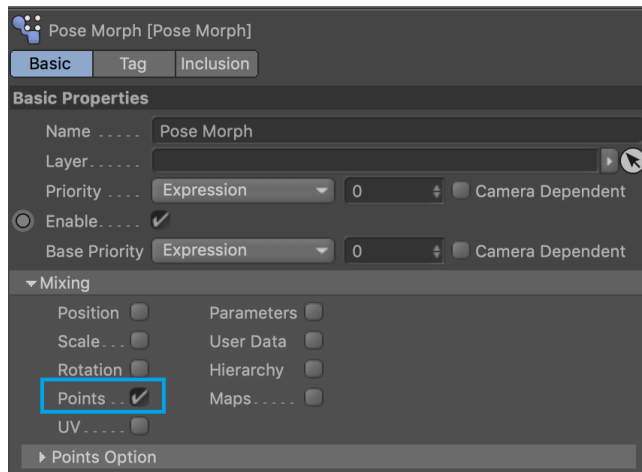 Pose Morph [Pose Morph]
Basic Tag Inclusion
Basic Properties
Name ..... Pose Morph
Layer......
Priority .... Expression 0 Camera Dependent
Enable.....
Base Priority Expression 0 Camera Dependent
Mixing
Position Parameters
Scale... User Data
Rotation Hierarchy
Points .. Maps.....
UV.....
Points Option